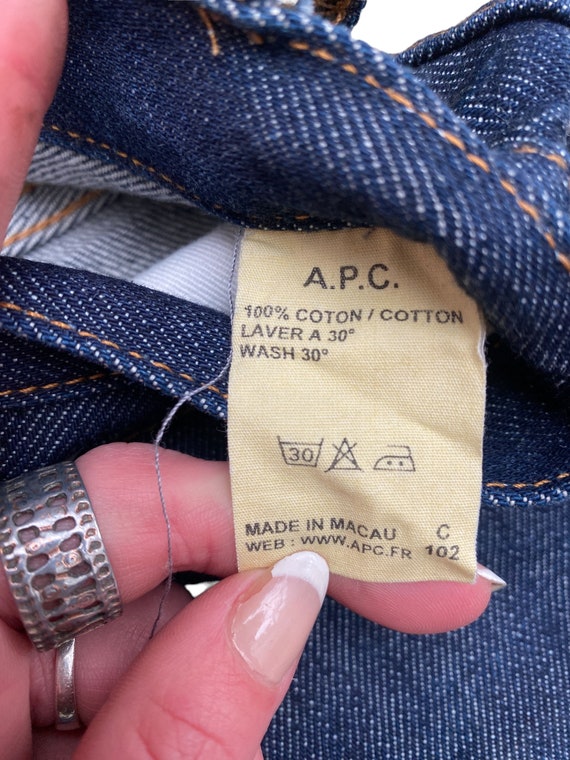 A.P.C.
100% COTON / COTTON
LAVER A 30°
WASH 30°
30
MADE IN MACAU C
WEB : WWW.APC.FR 102